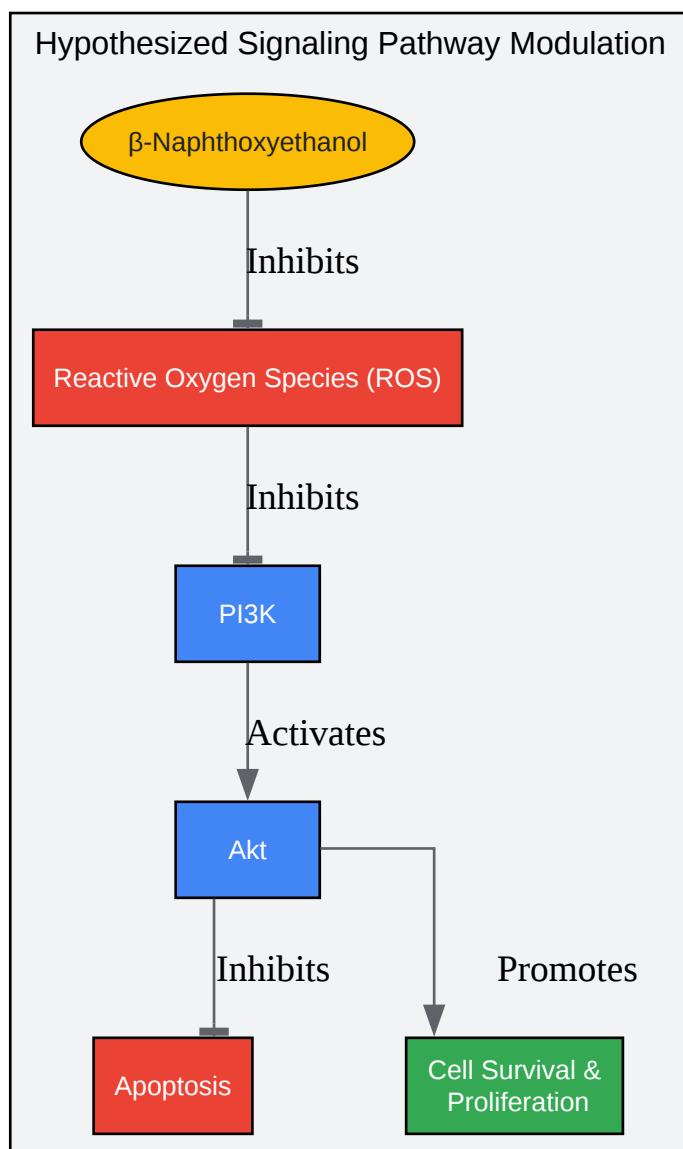 Hypothesized Signaling Pathway Modulation
β-Naphthoxyethanol
Inhibits
Reactive Oxygen Species (ROS)
Inhibits
PI3K
Activates
Akt
Inhibits
Promotes
Apoptosis
Cell Survival &
Proliferation